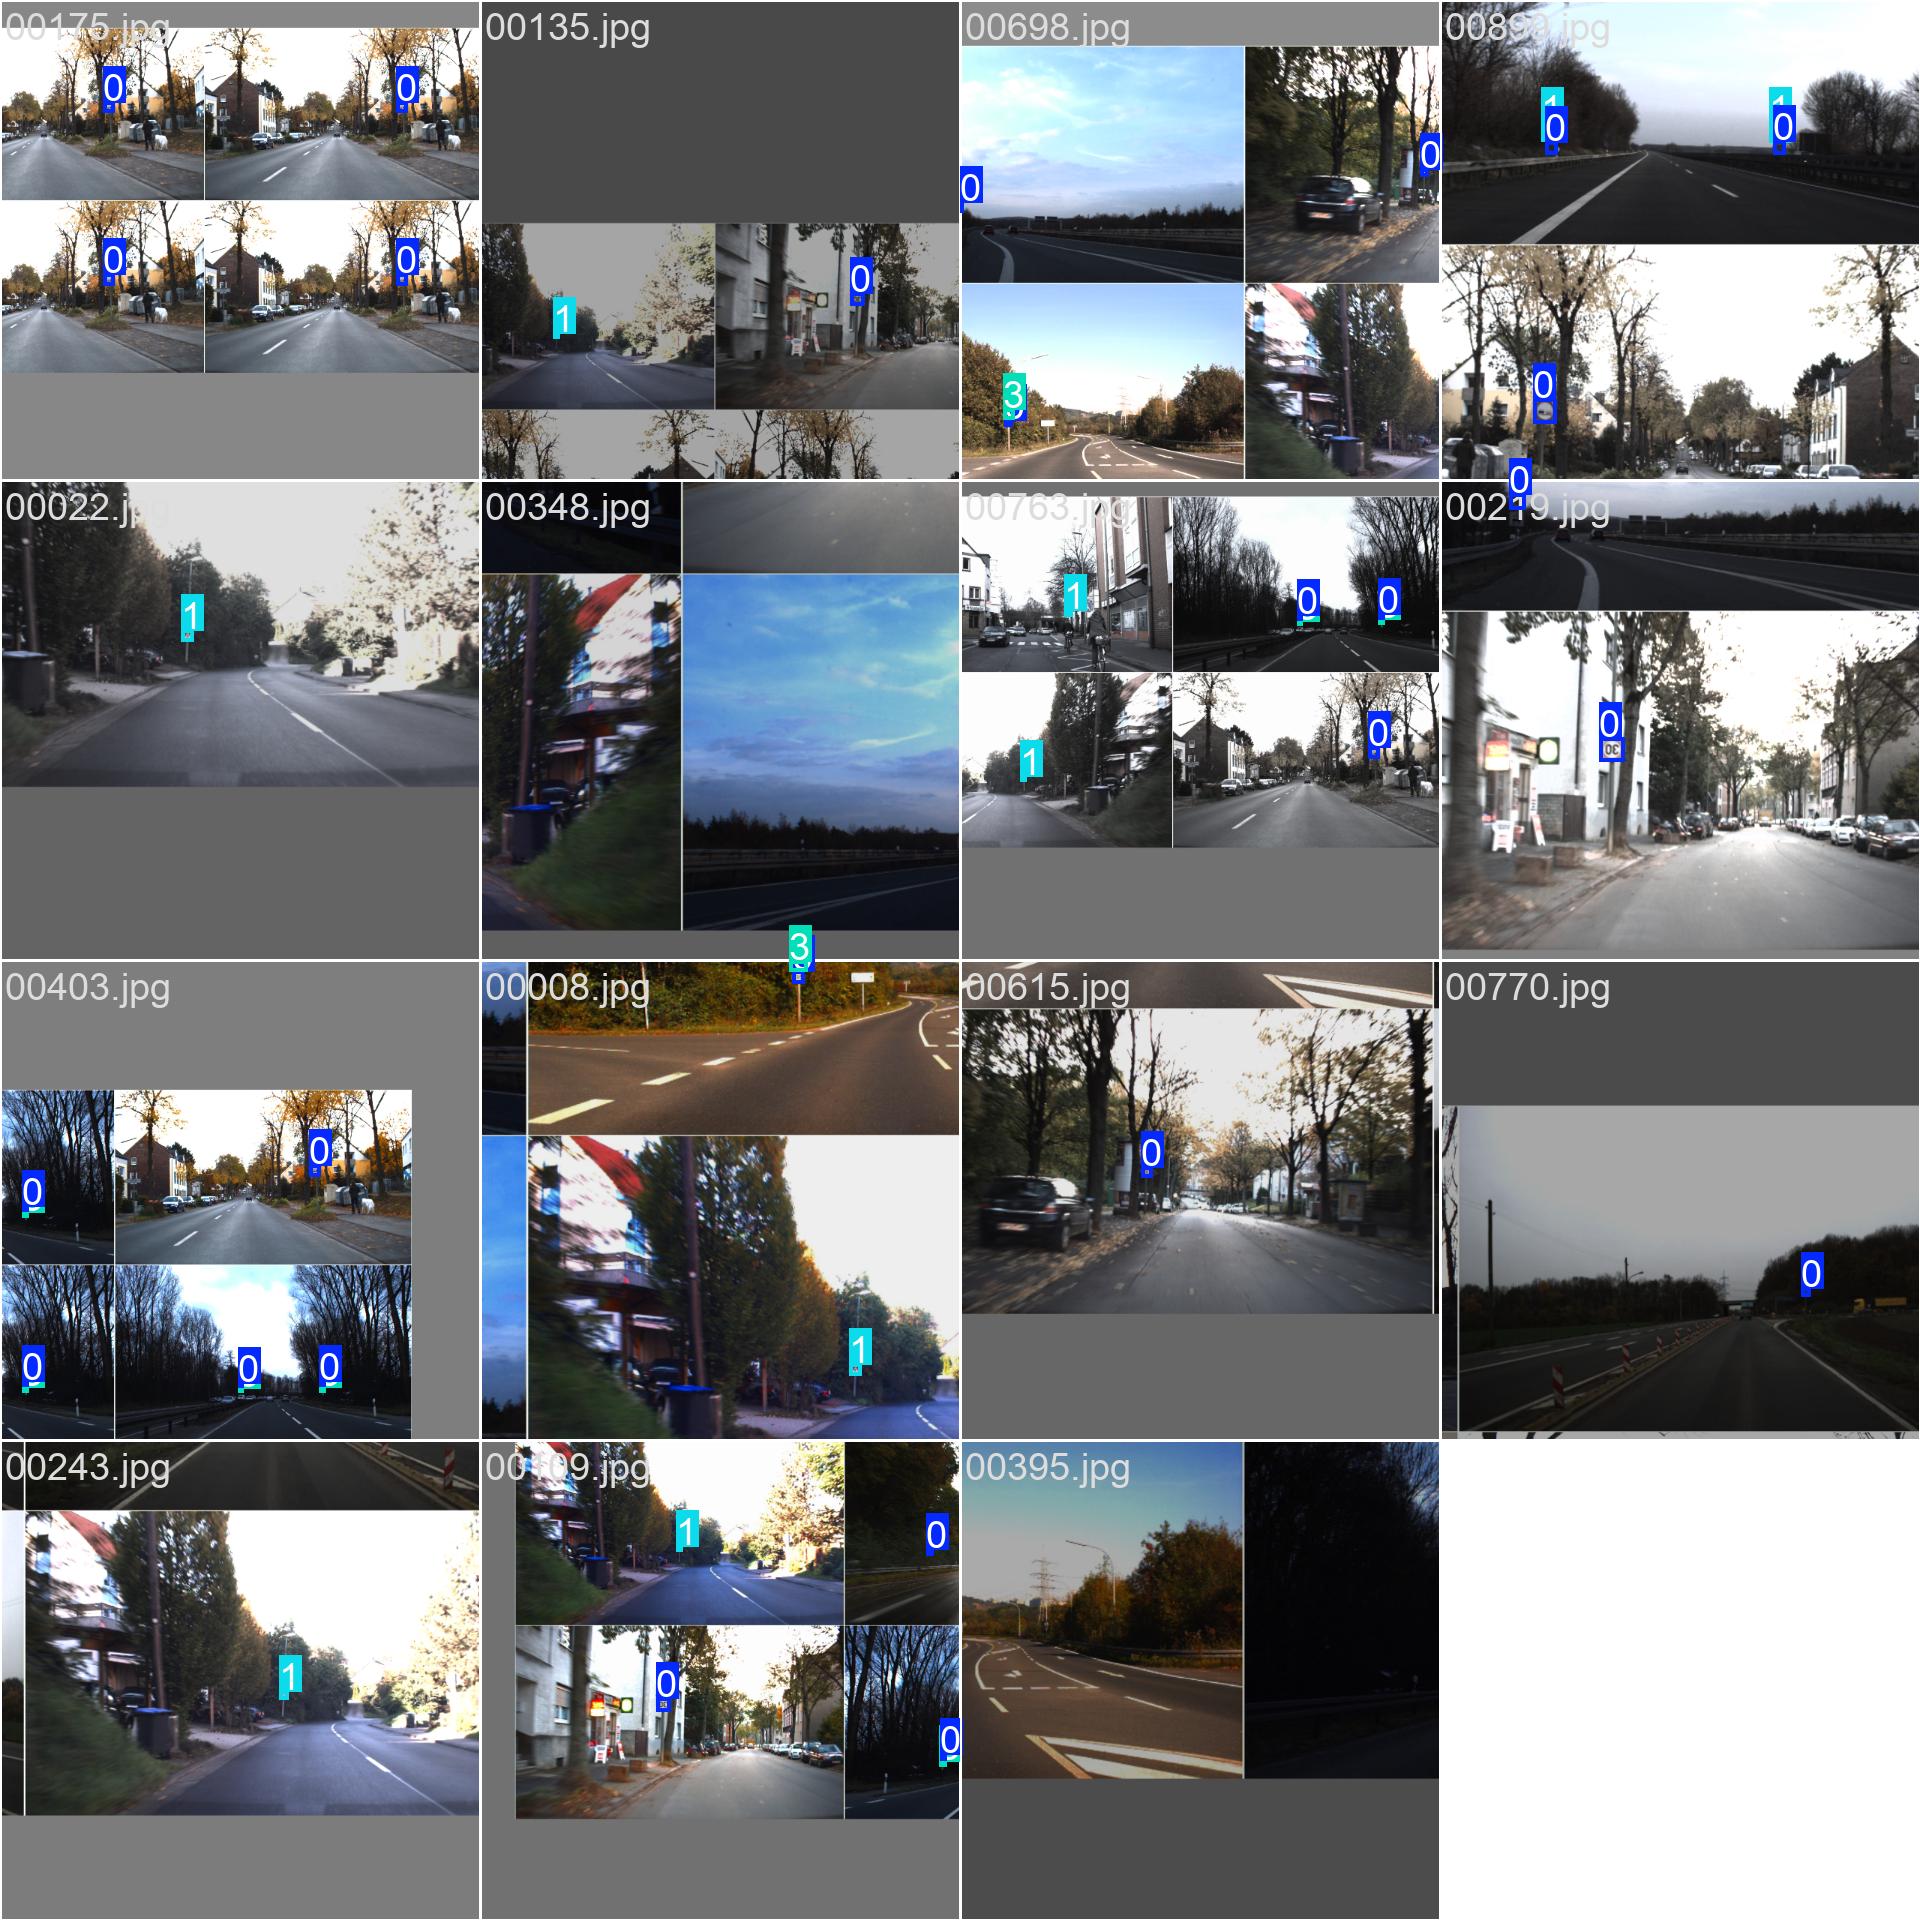 00175.jpg 00135.jpg 00698.jpg 00899.jpg
0 0 0 0 1 0 3 0 0 1 0 1 0 0
00022.jpg 00348.jpg 00763.jpg 00219.jpg
1 1 0 0 1 0 0 0 30
00403.jpg 00008.jpg 00615.jpg 00770.jpg
0 0 0 0 0 3 1 0 0
00243.jpg 00109.jpg 00395.jpg
1 1 0 0 0